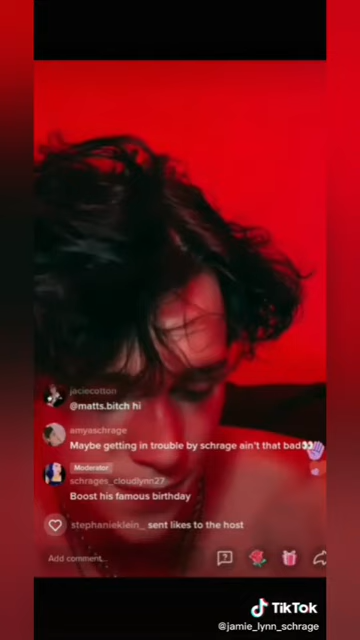 jaciecotton
@matts.bitch hi
amyaschrage
Maybe getting in trouble by schrage ain't that bad👀
Moderator
schrages_cloudlynn27
Boost his famous birthday
stephanieklein_ sent likes to the host
Add comment...
TikTok
@jamie_lynn_schrage